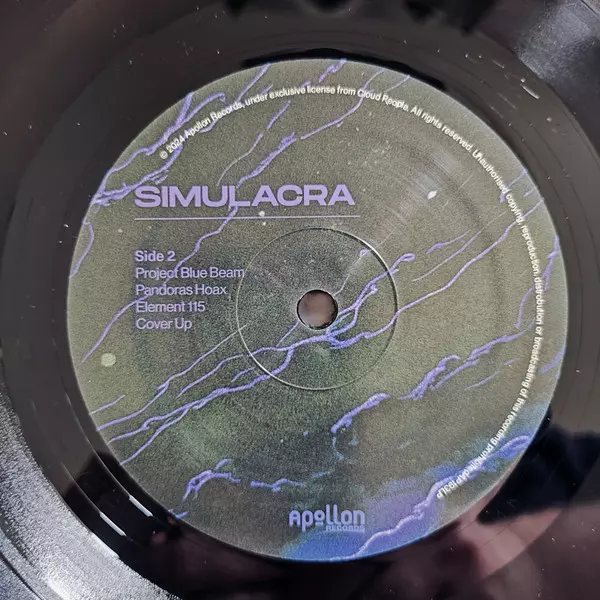 © 2024 Apollon Records, under exclusive license from Cloud People. All rights reserved. Unauthorised copying, reproduction, distrobution or broadcasting of this recording prohibited.
SIMULACRA
Side 2
Project Blue Beam
Pandoras Hoax
Element 115
Cover Up
Apollon
RECORDS